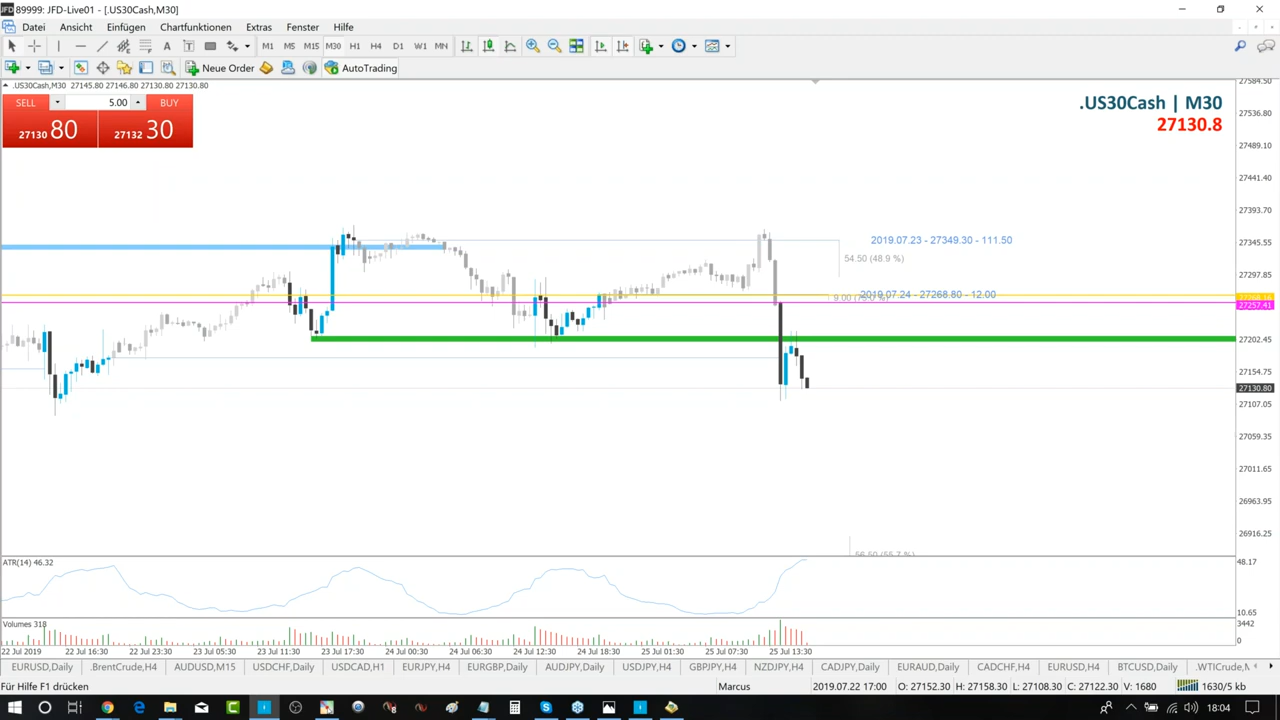 89999: JFD-Live01 - [.US30Cash,M30]
Datei Ansicht Einfügen Chartfunktionen Extras Fenster Hilfe
M1 M5 M15 M30 H1 H4 D1 W1 MN
Neue Order AutoTrading
.US30Cash,M30 27145.80 27146.80 27130.80 27130.80
SELL 5.00 BUY
27130 80 27132 30
.US30Cash | M30
27130.8
27584.50
27536.80
27489.10
27441.40
27393.70
27345.55
27297.85
27257.41
27202.45
27154.75
27130.80
27107.05
27059.35
27011.65
26963.95
26916.25
2019.07.23 - 27349.30 - 111.50
54.50 (48.9 %)
2019.07.24 - 27268.80 - 12.00
9.00
ATR(14) 46.32
48.17
10.65
Volumes 318
3442
0
22 Jul 2019 22 Jul 16:30 22 Jul 23:30 23 Jul 11:30 23 Jul 17:30 24 Jul 00:30 24 Jul 06:30 24 Jul 12:30 24 Jul 18:30 25 Jul 01:30 25 Jul 07:30 25 Jul 13:30
EURUSD,Daily .BrentCrude,H4 AUDUSD,M15 USDCHF,Daily USDCAD,H1 EURJPY,H4 EURGBP,Daily AUDJPY,Daily USDJPY,H4 GBPJPY,H4 NZDJPY,H4 CADJPY,Daily EURAUD,Daily CADCHF,H4 EURUSD,H4 BTCUSD,Daily .WTICrude,M
Für Hilfe F1 drücken Marcus 2019.07.22 17:00 O: 27152.30 H: 27158.30 L: 27108.30 C: 27122.30 V: 1680 1630/5 kb
18:04